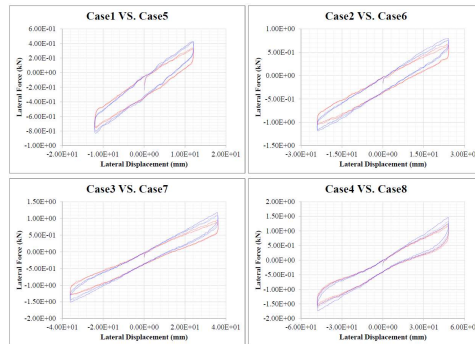 Case1 VS. Case5
6.00E-01
4.00E-01
2.00E-01
0.00E+00
-2.00E-01
-4.00E-01
-6.00E-01
-8.00E-01
-1.00E+00
Lateral Force (kN)
-2.00E+01 -1.00E+01 0.00E+00 1.00E+01 2.00E+01
Lateral Displacement (mm)
Case2 VS. Case6
1.00E+00
5.00E-01
0.00E+00
-5.00E-01
-1.00E+00
-1.50E+00
Lateral Force (kN)
-3.00E+01 0.00E+00 3.00E+01
Lateral Displacement (mm)
Case3 VS. Case7
1.50E+00
1.00E+00
5.00E-01
0.00E+00
-5.00E-01
-1.00E+00
-1.50E+00
-2.00E+00
Lateral Force (kN)
-4.00E+01 -2.00E+01 0.00E+00 2.00E+01 4.00E+01
Lateral Displacement (mm)
Case4 VS. Case8
2.00E+00
1.50E+00
1.00E+00
5.00E-01
0.00E+00
-5.00E-01
-1.00E+00
-1.50E+00
-2.00E+00
Lateral Force (kN)
-6.00E+01 -3.00E+01 0.00E+00 3.00E+01 6.00E+01
Lateral Displacement (mm)